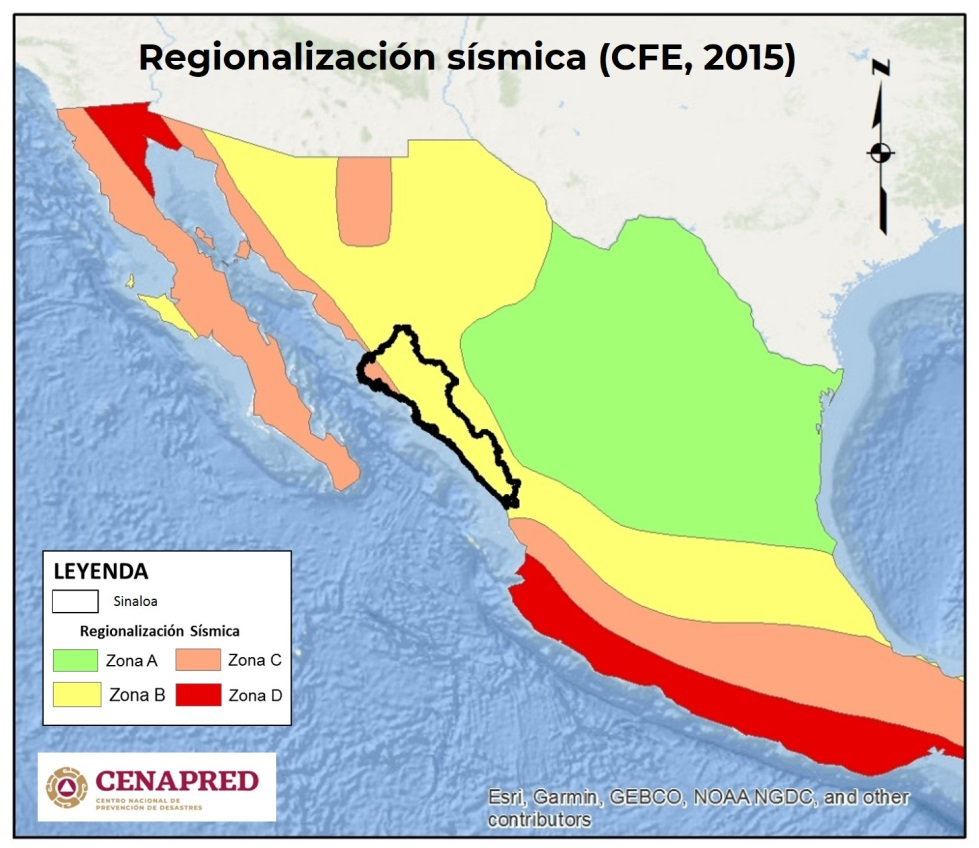 Regionalización sísmica (CFE, 2015)
N
LEYENDA
Sinaloa
Regionalización Sísmica
Zona A
Zona C
Zona B
Zona D
CENAPRED
CENTRO NACIONAL DE
PREVENCIÓN DE DESASTRES
Esri, Garmin, GEBCO, NOAA NGDC, and other
contributors